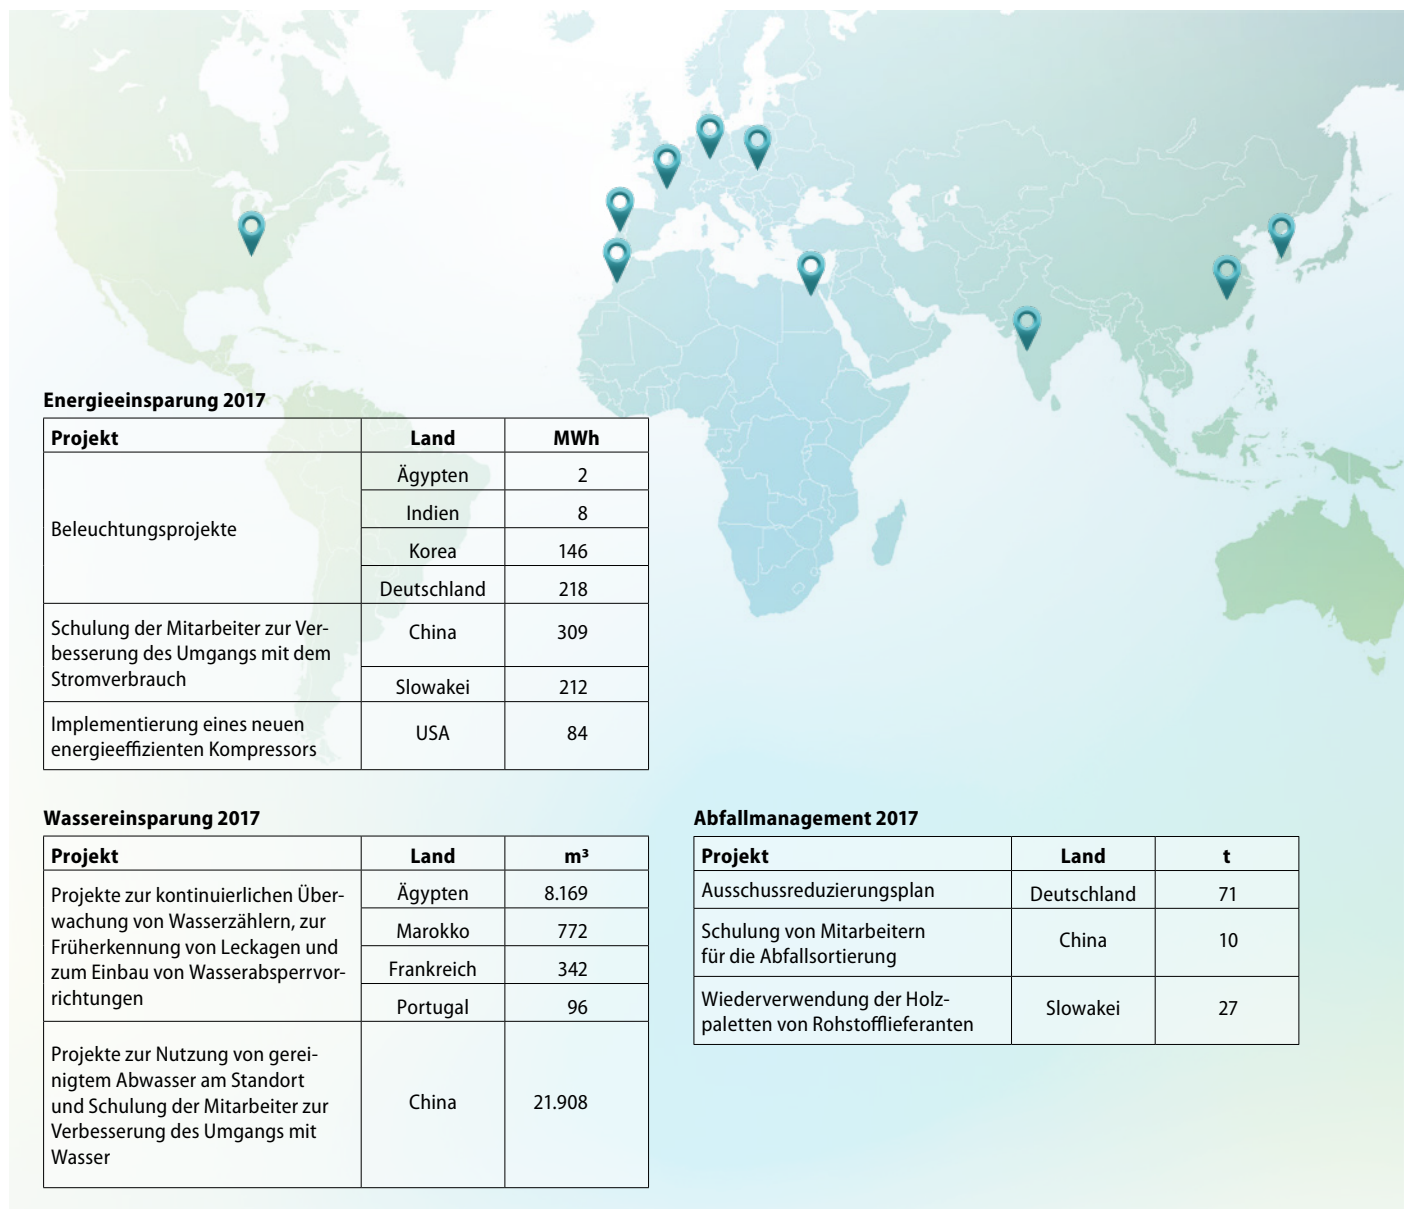 Energieeinsparung 2017
Projekt Land MWh
Beleuchtungsprojekte
Ägypten 2
Indien 8
Korea 146
Deutschland 218
Schulung der Mitarbeiter zur Ver-
besserung des Umgangs mit dem
Stromverbrauch
China 309
Slowakei 212
Implementierung eines neuen
energieeffizienten Kompressors
USA 84
Wassereinsparung 2017
Projekt Land m³
Projekte zur kontinuierlichen Über-
wachung von Wasserzählern, zur
Früherkennung von Leckagen und
zum Einbau von Wasserabsperrvor-
richtungen
Ägypten 8.169
Marokko 772
Frankreich 342
Portugal 96
Projekte zur Nutzung von gerei-
nigtem Abwasser am Standort
und Schulung der Mitarbeiter zur
Verbesserung des Umgangs mit
Wasser
China 21.908
Abfallmanagement 2017
Projekt Land t
Ausschussreduzierungsplan Deutschland 71
Schulung von Mitarbeitern
für die Abfallsortierung
China 10
Wiederverwendung der Holz-
paletten von Rohstofflieferanten
Slowakei 27